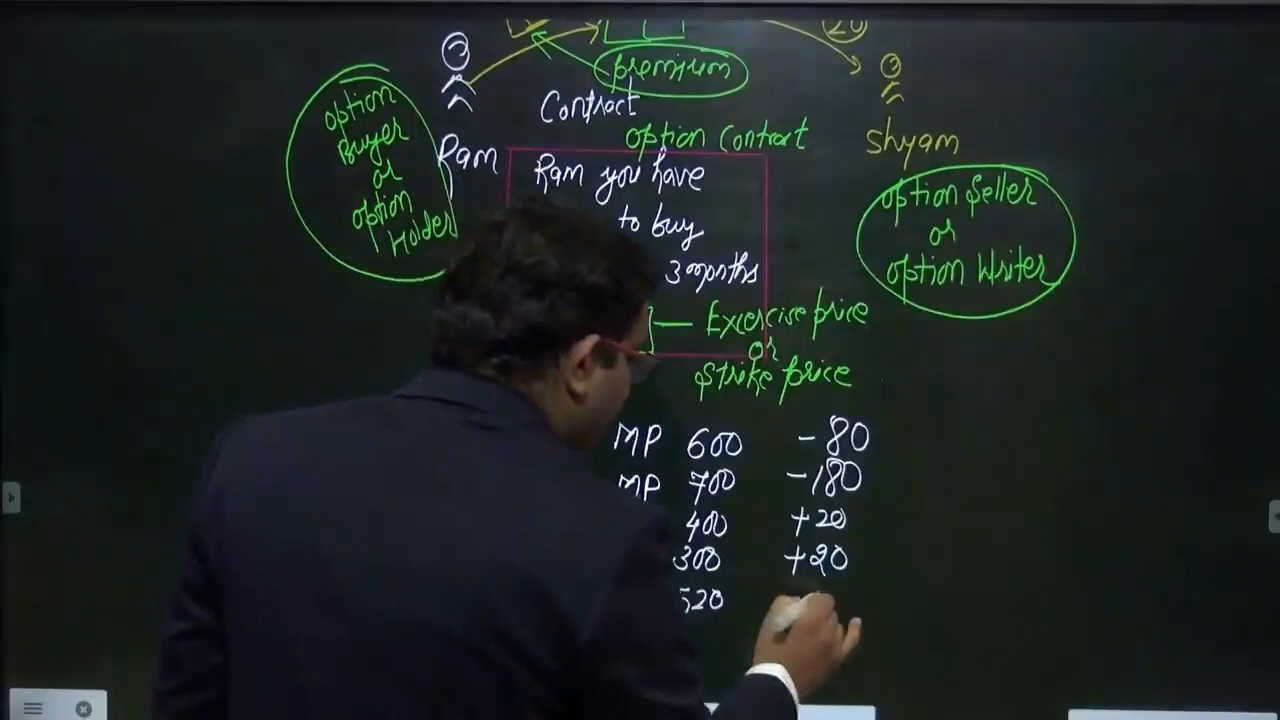 20
premium
Contract
option Contract
option
Buyer
or
option
Holder
Ram
Shyam
Ram you have
to buy
3 months
option Seller
or
option Writer
Exercise price
or
Strike price
MP 600 -80
MP 700 -180
400 +20
300 +20
520